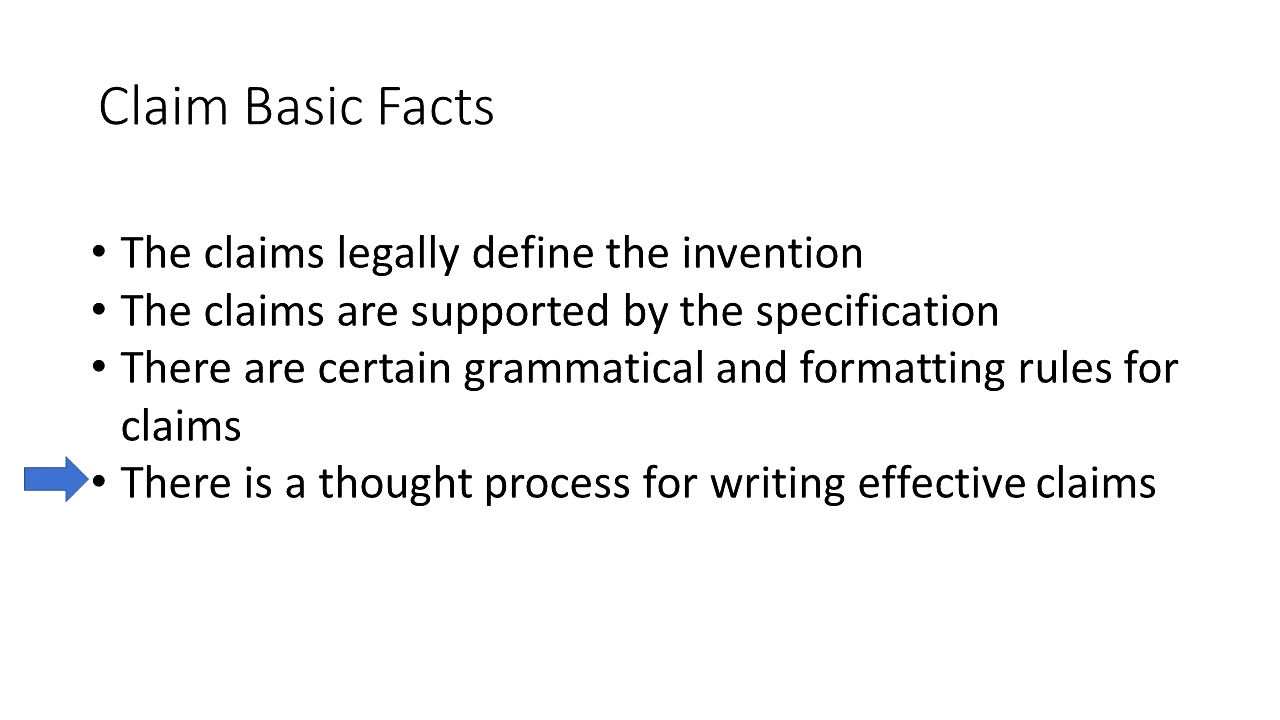 Claim Basic Facts
• The claims legally define the invention
• The claims are supported by the specification
• There are certain grammatical and formatting rules for
claims
• There is a thought process for writing effective claims